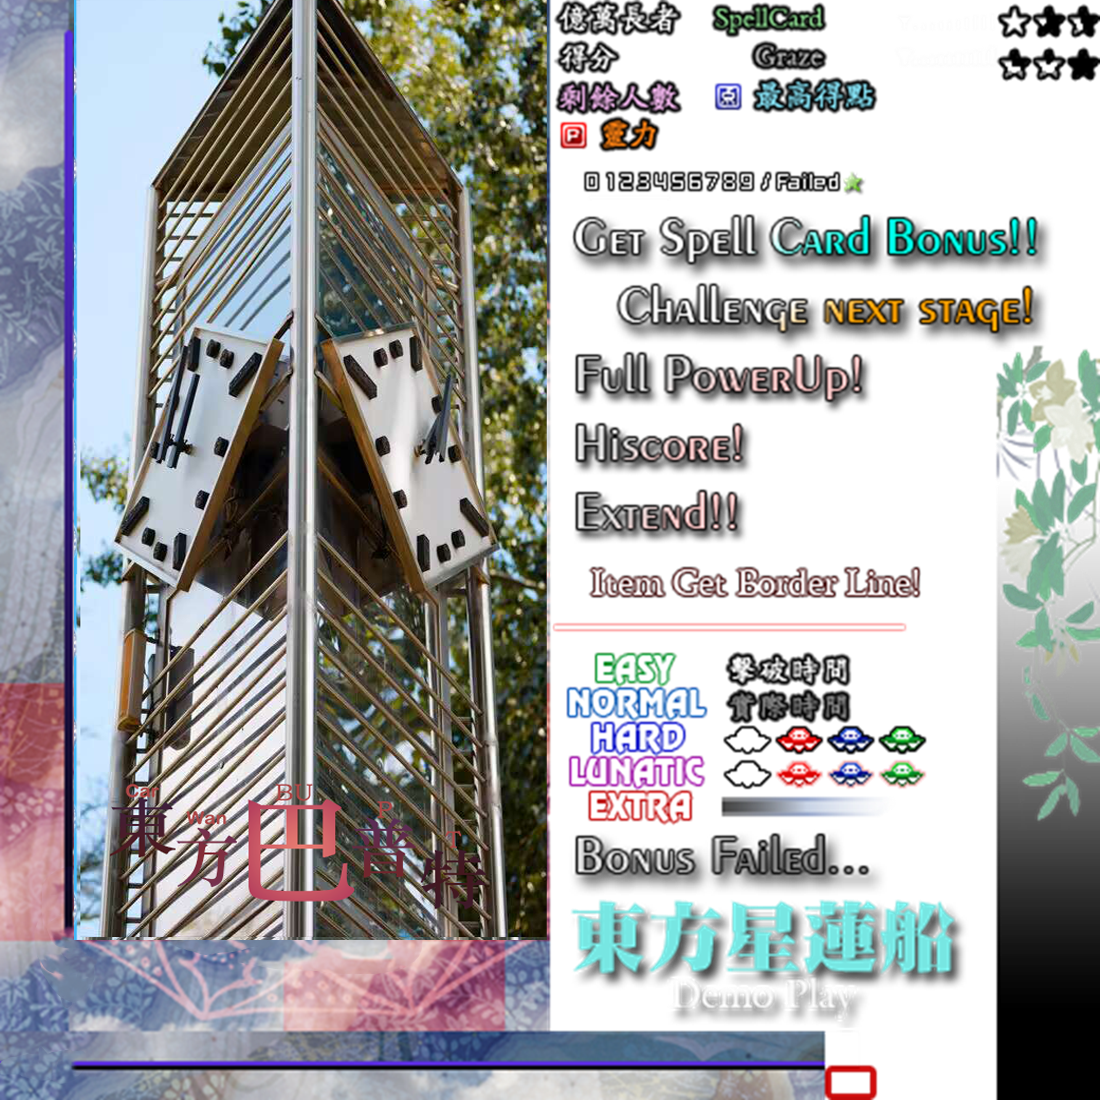 億萬長者 SpellCard
得分 Graze
剩餘人數 最高得點
P 靈力
0123456789/Failed
Get Spell Card Bonus!!
Challenge next stage!
Full PowerUp!
Hiscore!
Extend!!
Item Get Border Line!
EASY 擊破時間
NORMAL 實際時間
HARD
LUNATIC
EXTRA
Bonus Failed...
東方星蓮船
Demo Play
Car Wan BU R T
東方巴普特